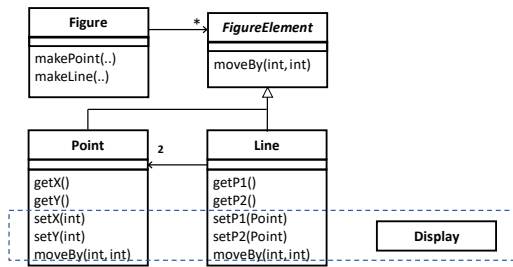 Figure
makePoint(..)
makeLine(..)
*
FigureElement
moveBy(int,int)
Point
getX()
getY()
setX(int)
setY(int)
moveBy(int,int)
2
Line
getP1()
getP2()
setP1(Point)
setP2(Point)
moveBy(int,int)
Display